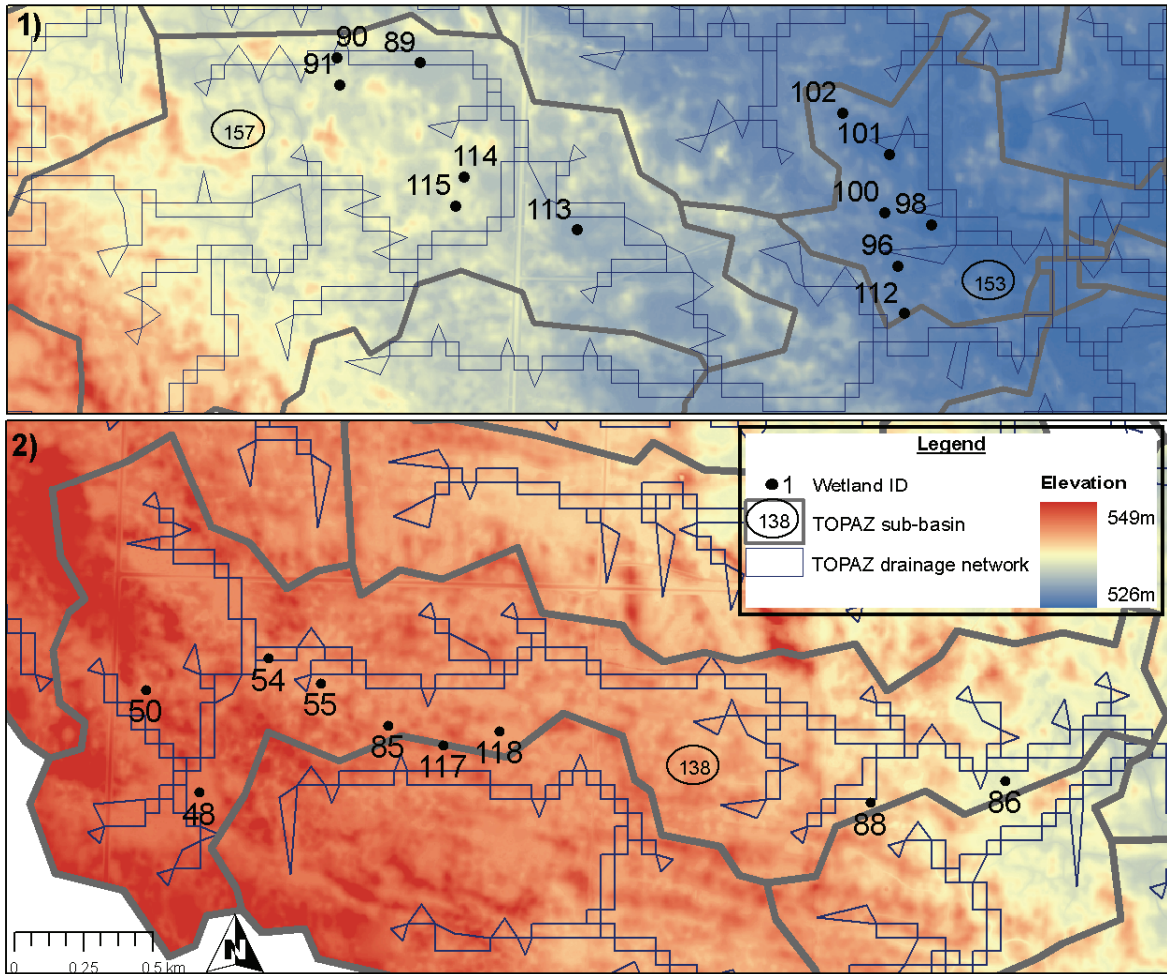 1)
90
89
91
102
157
101
114
115
100
98
113
96
153
112
2)
Legend
1 Wetland ID
Elevation
138 TOPAZ sub-basin
549m
TOPAZ drainage network
526m
54
50
55
85
118
117
138
48
86
88
N
0 0.25 0.5 km